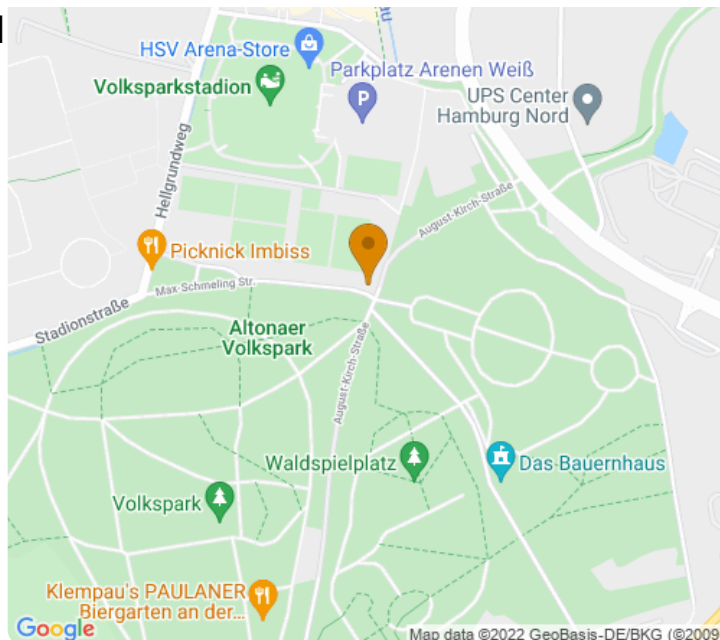 HSV Arena-Store
Volksparkstadion
Parkplatz Arenen Weiß
P
UPS Center
Hamburg Nord
Hellgrundweg
August-Kirch-Straße
Picknick Imbiss
Max-Schmeling Str.
Stadionstraße
Altonaer
Volkspark
August-Kirch-Straße
Waldspielplatz
Das Bauernhaus
Volkspark
Klempau's PAULANER
Biergarten an der...
Google
Map data ©2022 GeoBasis-DE/BKG (©2009